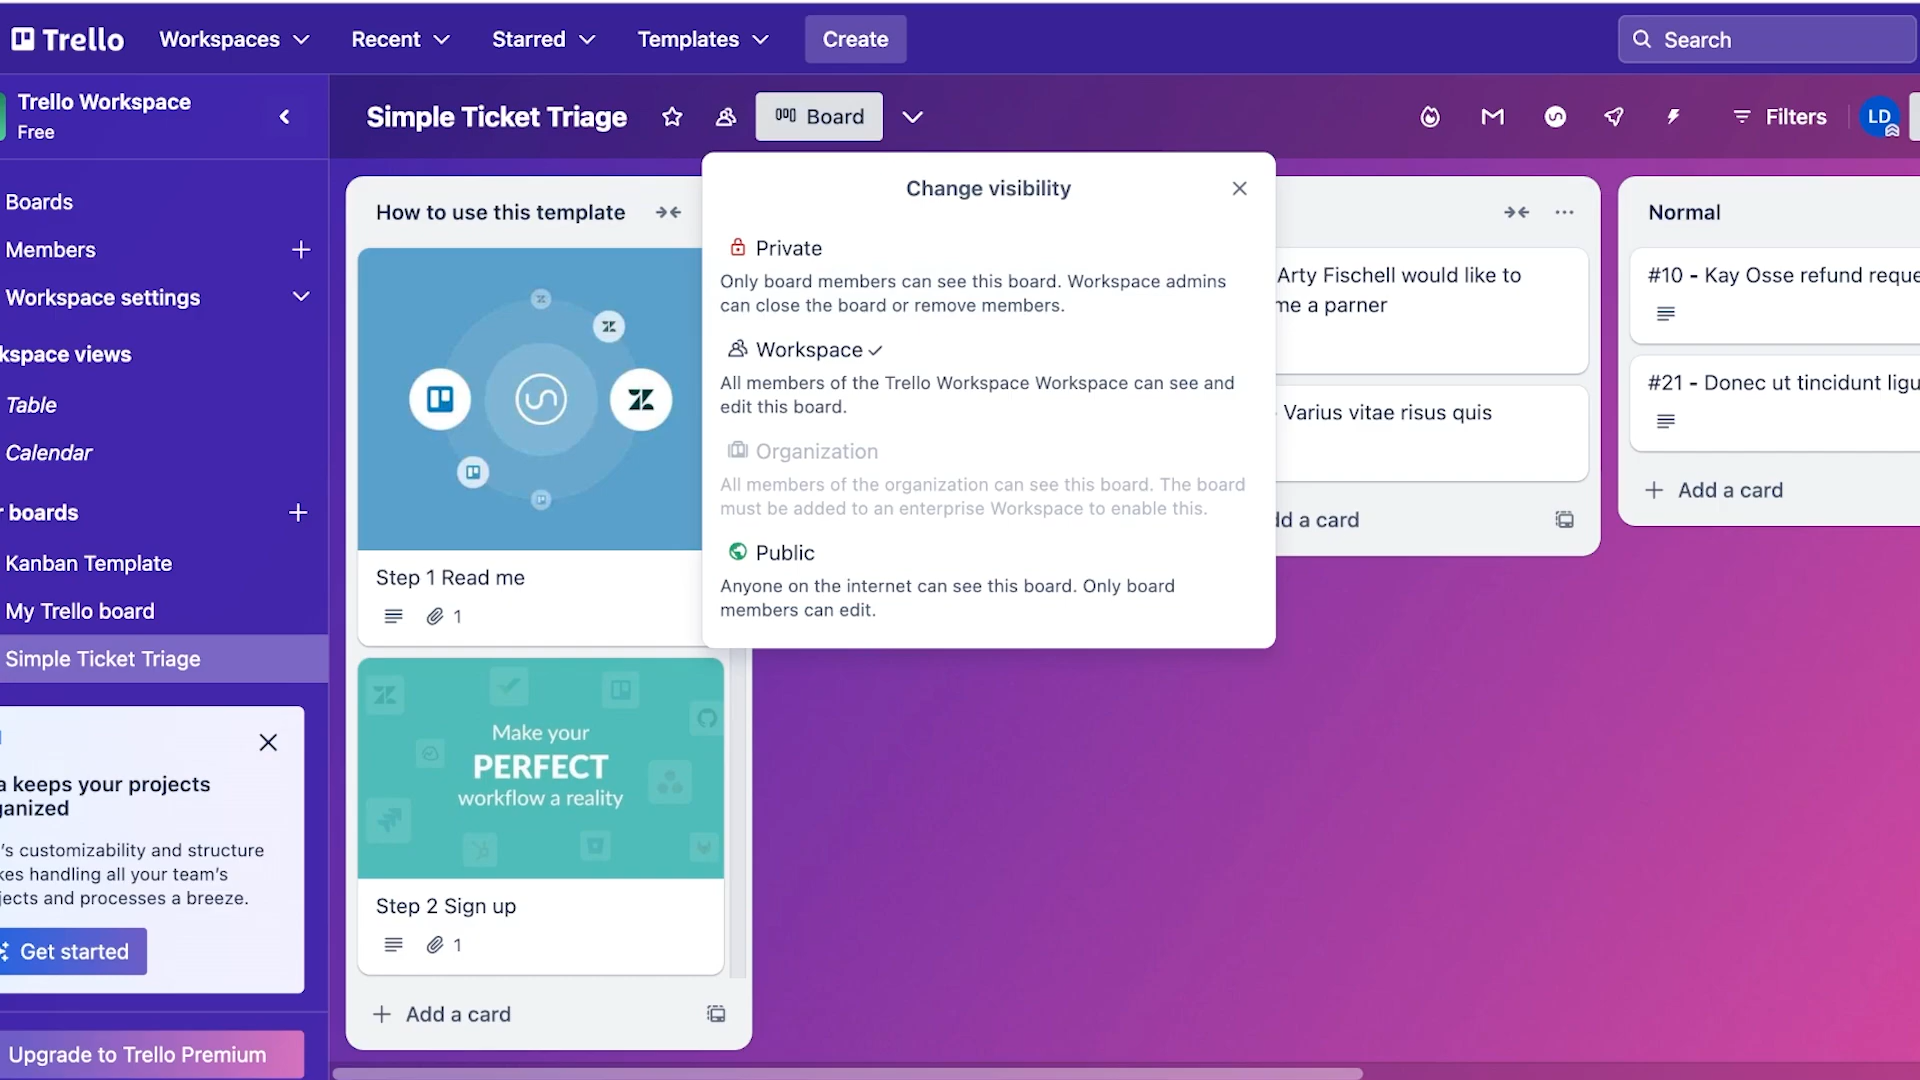 Trello
Workspaces
Recent
Starred
Templates
Create
Search
Trello Workspace
Free
Simple Ticket Triage
Board
Filters
LD
Boards
Members
Workspace settings
kspace views
Table
Calendar
r boards
Kanban Template
My Trello board
Simple Ticket Triage
a keeps your projects
ganized
's customizability and structure
kes handling all your team's
jects and processes a breeze.
Get started
Upgrade to Trello Premium
How to use this template
Step 1 Read me
1
Make your
PERFECT
workflow a reality
Step 2 Sign up
1
Add a card
Change visibility
Private
Only board members can see this board. Workspace admins
can close the board or remove members.
Workspace
All members of the Trello Workspace Workspace can see and
edit this board.
Organization
All members of the organization can see this board. The board
must be added to an enterprise Workspace to enable this.
Public
Anyone on the internet can see this board. Only board
members can edit.
Arty Fischell would like to
me a parner
Varius vitae risus quis
dd a card
Normal
#10 - Kay Osse refund reque
#21 - Donec ut tincidunt ligu
Add a card